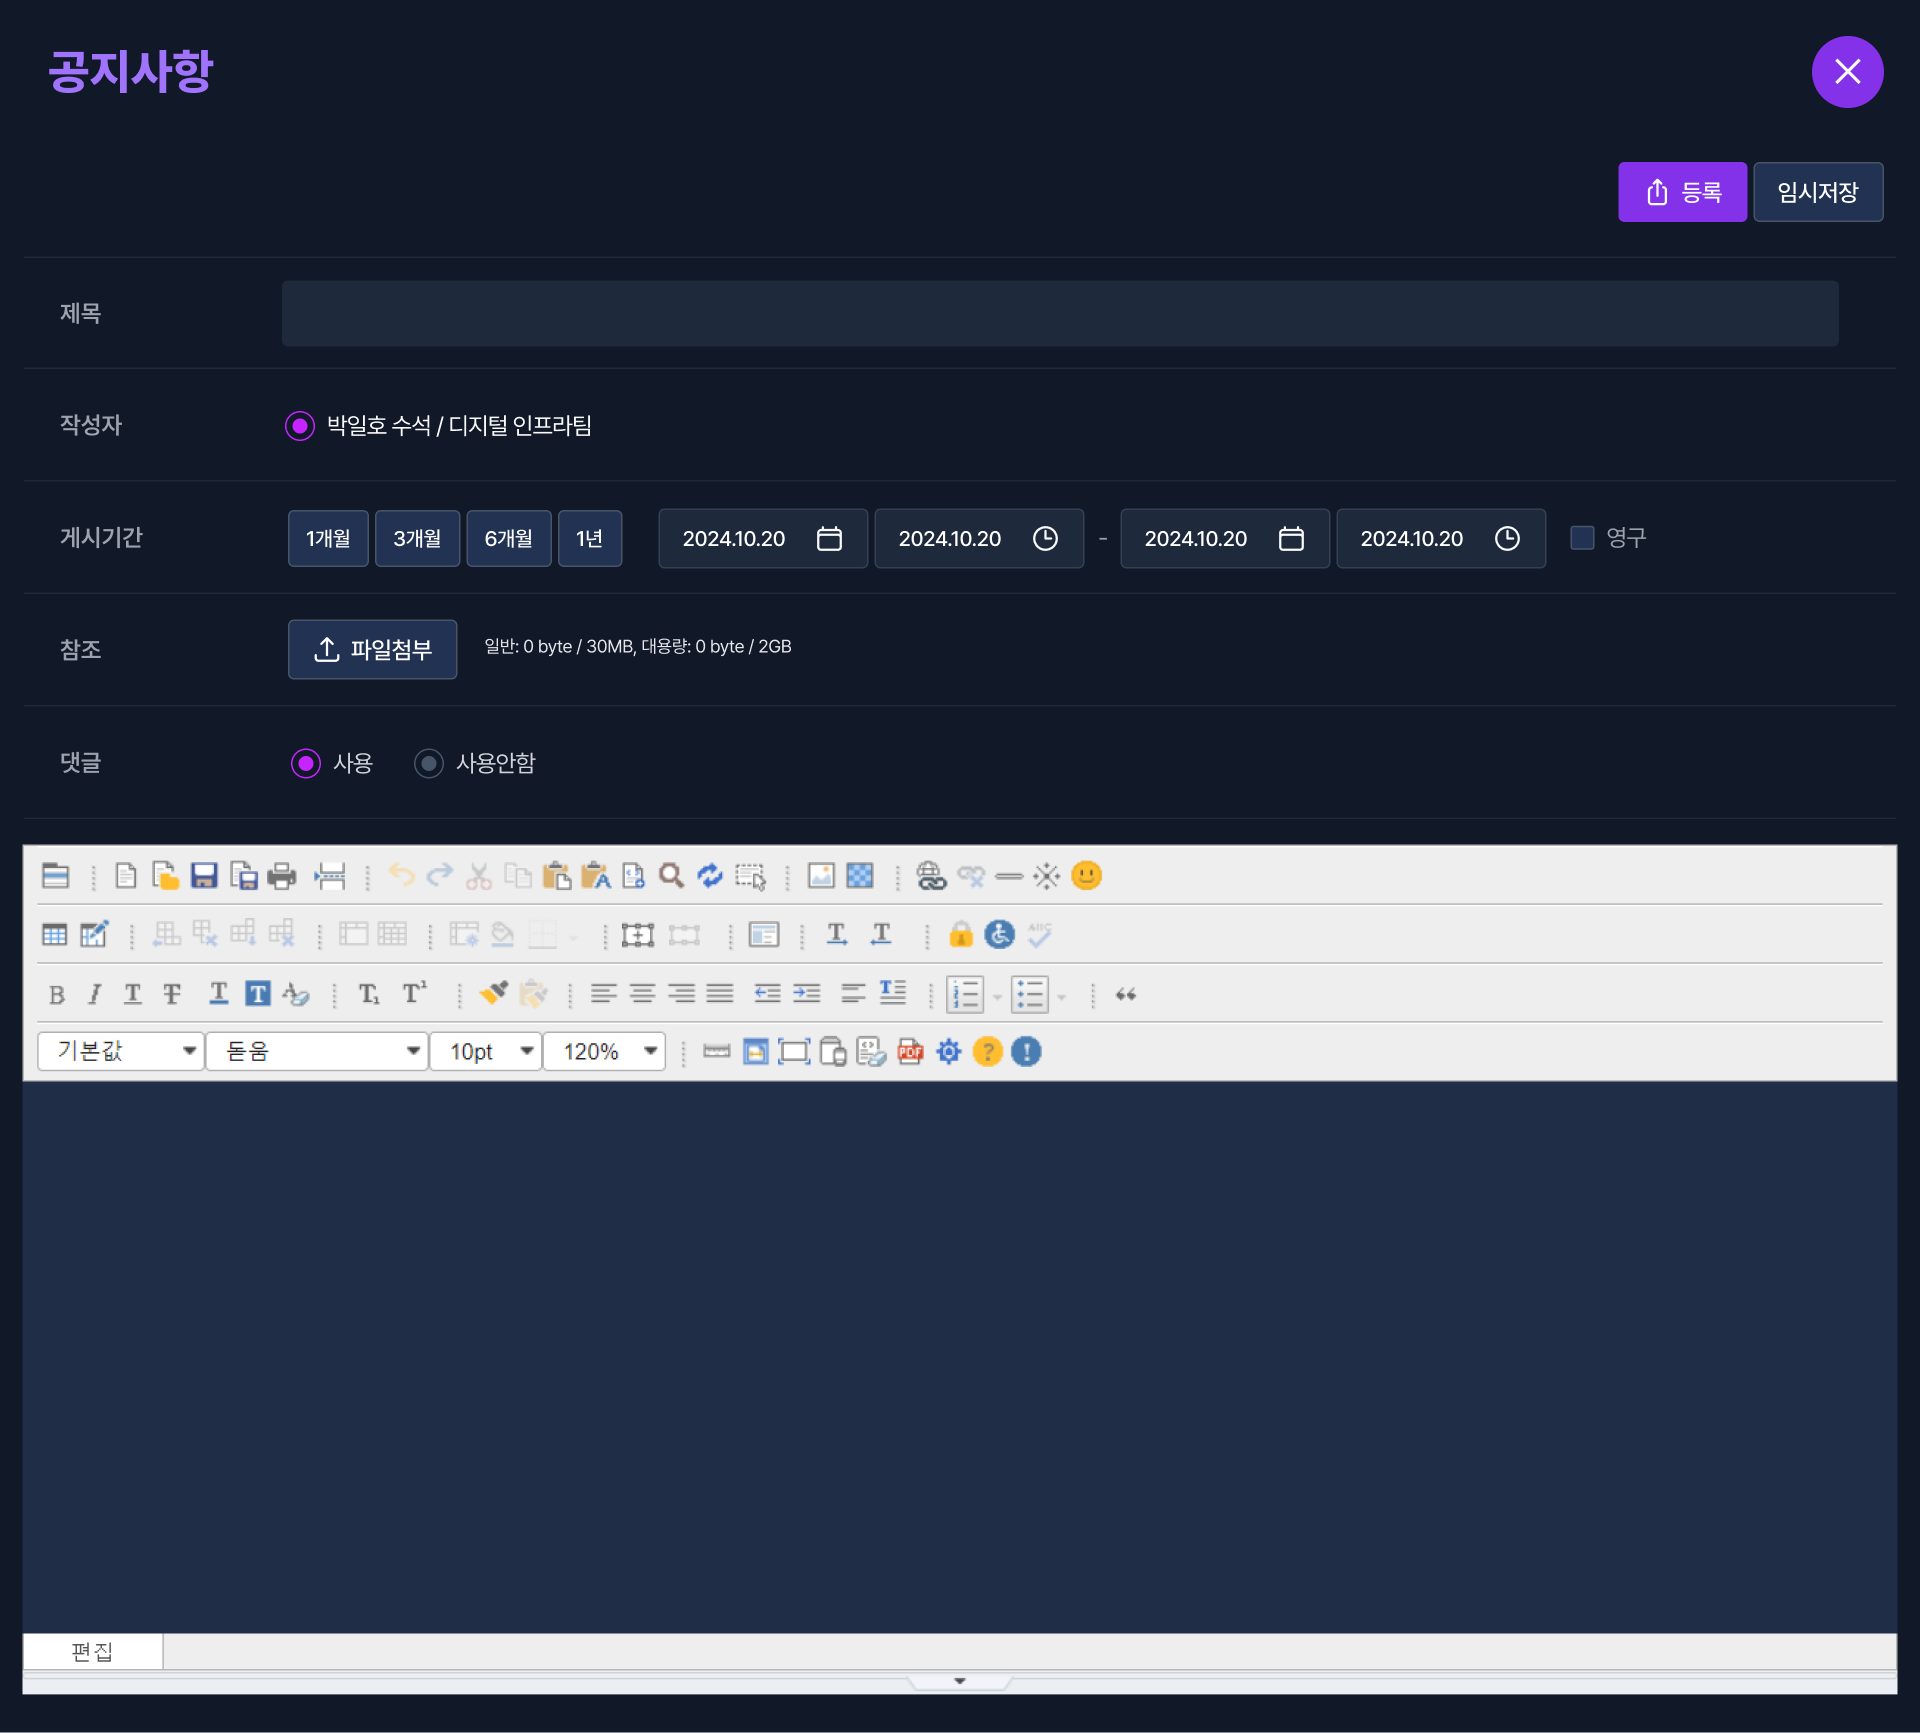 공지사항
등록 임시저장
제목
작성자 박일호 수석 / 디지털 인프라팀
게시기간 1개월 3개월 6개월 1년 2024.10.20 2024.10.20 - 2024.10.20 2024.10.20 영구
참조 파일첨부 일반: 0 byte / 30MB, 대용량: 0 byte / 2GB
댓글 사용 사용안함
기본값 돋움 10pt 120%
편집